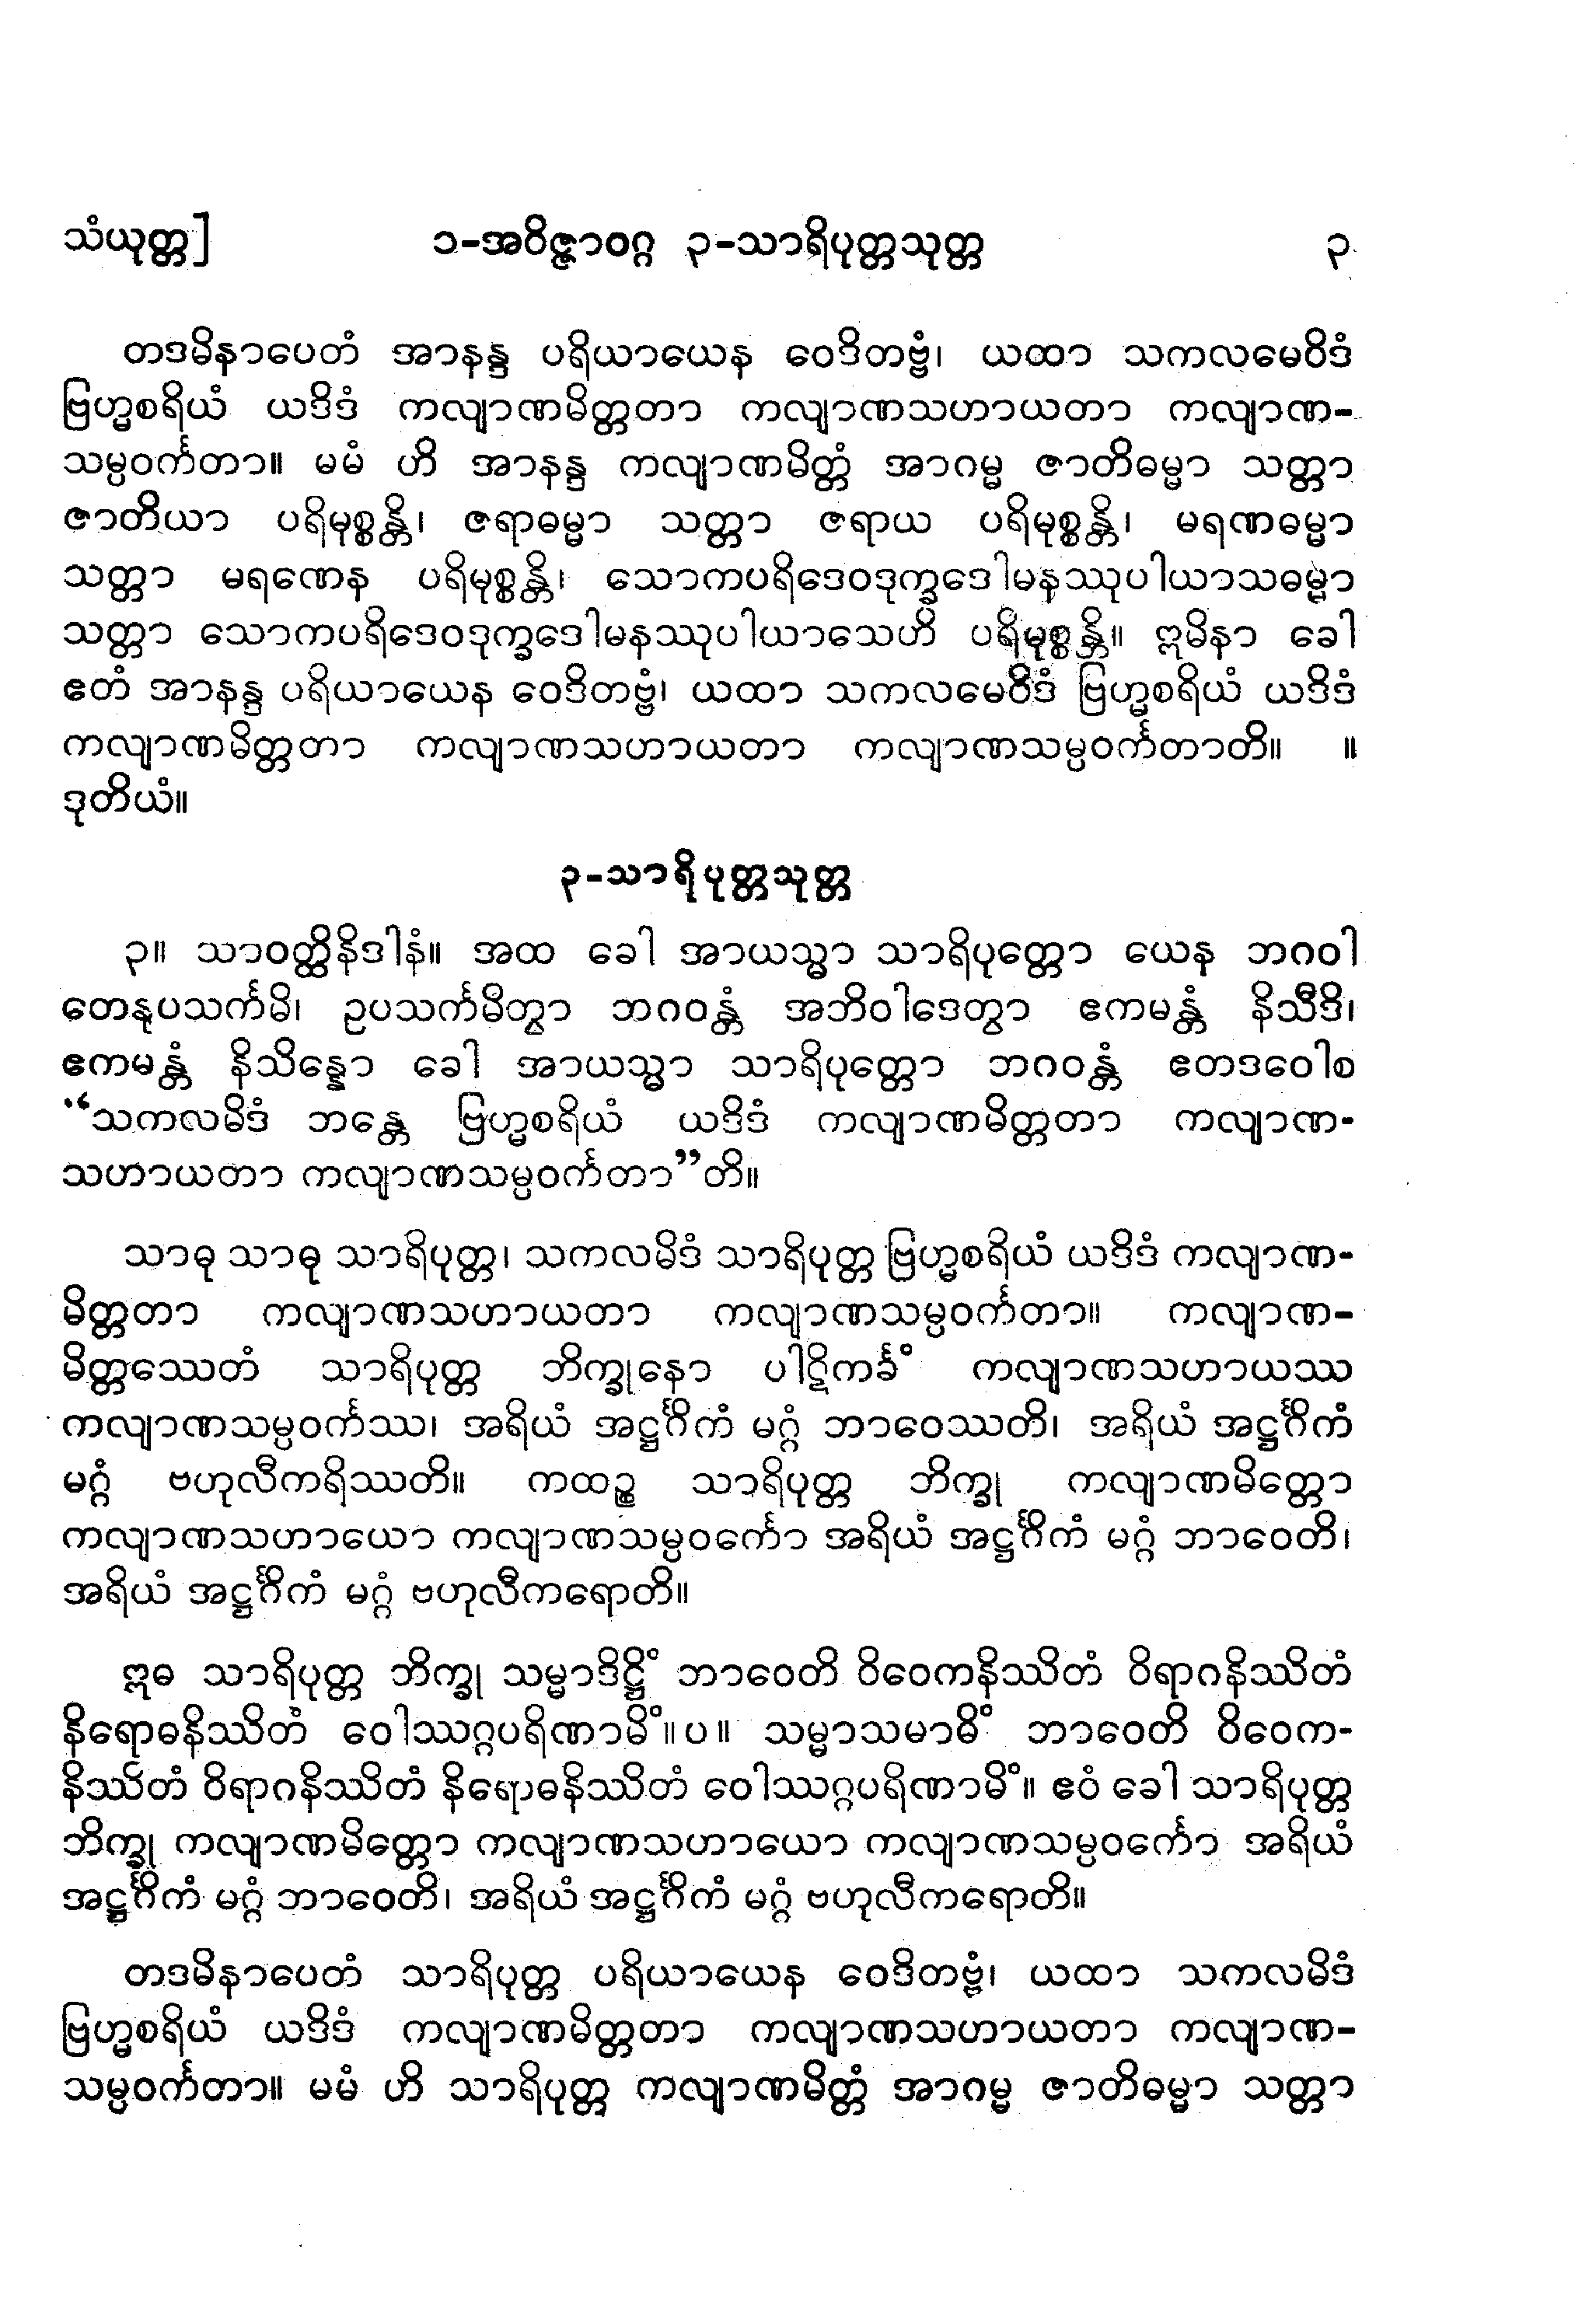 သံယုတ္တ] ၁-အဝိဇ္ဇာဝဂ္ဂ ၃-သာရိပုတ္တသုတ္တ ၃
တဒမိနာပေတံ အာနန္ဒ ပရိယာယေန ဝေဒိတဗ္ဗံ၊ ယထာ သကလမေဝိဒံ
ဗြဟ္မစရိယံ ယဒိဒံ ကလျာဏမိတ္တတာ ကလျာဏသဟာယတာ ကလျာဏ-
သမ္ပဝင်္ကတာ။ မမံ ဟိ အာနန္ဒ ကလျာဏမိတ္တံ အာဂမ္မ ဇာတိဓမ္မာ သတ္တာ
ဇာတိယာ ပရိမုစ္စန္တိ၊ ဇရာဓမ္မာ သတ္တာ ဇရာယ ပရိမုစ္စန္တိ၊ မရဏဓမ္မာ
သတ္တာ မရဏေန ပရိမုစ္စန္တိ၊ သောကပရိဒေဝဒုက္ခဒေါမနဿုပါယာသဓမ္မာ
သတ္တာ သောကပရိဒေဝဒုက္ခဒေါမနဿုပါယာသေဟိ ပရိမုစ္စန္တိ။ ဣမိနာ ခေါ
ဧတံ အာနန္ဒ ပရိယာယေန ဝေဒိတဗ္ဗံ၊ ယထာ သကလမေဝိဒံ ဗြဟ္မစရိယံ ယဒိဒံ
ကလျာဏမိတ္တတာ ကလျာဏသဟာယတာ ကလျာဏသမ္ပဝင်္ကတာတိ။ ။
ဒုတိယံ။
၃-သာရိပုတ္တသုတ္တ
၃။ သာဝတ္ထိနိဒါနံ။ အထ ခေါ အာယသ္မာ သာရိပုတ္တော ယေန ဘဂဝါ
တေနုပသင်္ကမိ၊ ဥပသင်္ကမိတွာ ဘဂဝန္တံ အဘိဝါဒေတွာ ဧကမန္တံ နိသီဒိ၊
ဧကမန္တံ နိသိန္နော ခေါ အာယသ္မာ သာရိပုတ္တော ဘဂဝန္တံ ဧတဒဝေါစ
“သကလမိဒံ ဘန္တေ ဗြဟ္မစရိယံ ယဒိဒံ ကလျာဏမိတ္တတာ ကလျာဏ-
သဟာယတာ ကလျာဏသမ္ပဝင်္ကတာ”တိ။
သာဓု သာဓု သာရိပုတ္တ၊ သကလမိဒံ သာရိပုတ္တ ဗြဟ္မစရိယံ ယဒိဒံ ကလျာဏ-
မိတ္တတာ ကလျာဏသဟာယတာ ကလျာဏသမ္ပဝင်္ကတာ။ ကလျာဏ-
မိတ္တဿေတံ သာရိပုတ္တ ဘိက္ခုနော ပါဋိကင်္ခံ ကလျာဏသဟာယဿ
ကလျာဏသမ္ပဝင်္ကဿ၊ အရိယံ အဋ္ဌင်္ဂိကံ မဂ္ဂံ ဘာဝေဿတိ၊ အရိယံ အဋ္ဌင်္ဂိကံ
မဂ္ဂံ ဗဟုလီကရိဿတိ။ ကထဉ္စ သာရိပုတ္တ ဘိက္ခု ကလျာဏမိတ္တော
ကလျာဏသဟာယော ကလျာဏသမ္ပဝင်္ကော အရိယံ အဋ္ဌင်္ဂိကံ မဂ္ဂံ ဘာဝေတိ၊
အရိယံ အဋ္ဌင်္ဂိကံ မဂ္ဂံ ဗဟုလီကရောတိ။
ဣဓ သာရိပုတ္တ ဘိက္ခု သမ္မာဒိဋ္ဌိံ ဘာဝေတိ ဝိဝေကနိဿိတံ ဝိရာဂနိဿိတံ
နိရောဓနိဿိတံ ဝေါဿဂ္ဂပရိဏာမိံ။ပ။ သမ္မာသမာဓိံ ဘာဝေတိ ဝိဝေက-
နိဿိတံ ဝိရာဂနိဿိတံ နိရောဓနိဿိတံ ဝေါဿဂ္ဂပရိဏာမိံ။ ဧဝံ ခေါ သာရိပုတ္တ
ဘိက္ခု ကလျာဏမိတ္တော ကလျာဏသဟာယော ကလျာဏသမ္ပဝင်္ကော အရိယံ
အဋ္ဌင်္ဂိကံ မဂ္ဂံ ဘာဝေတိ၊ အရိယံ အဋ္ဌင်္ဂိကံ မဂ္ဂံ ဗဟုလီကရောတိ။
တဒမိနာပေတံ သာရိပုတ္တ ပရိယာယေန ဝေဒိတဗ္ဗံ၊ ယထာ သကလမိဒံ
ဗြဟ္မစရိယံ ယဒိဒံ ကလျာဏမိတ္တတာ ကလျာဏသဟာယတာ ကလျာဏ-
သမ္ပဝင်္ကတာ။ မမံ ဟိ သာရိပုတ္တ ကလျာဏမိတ္တံ အာဂမ္မ ဇာတိဓမ္မာ သတ္တာ